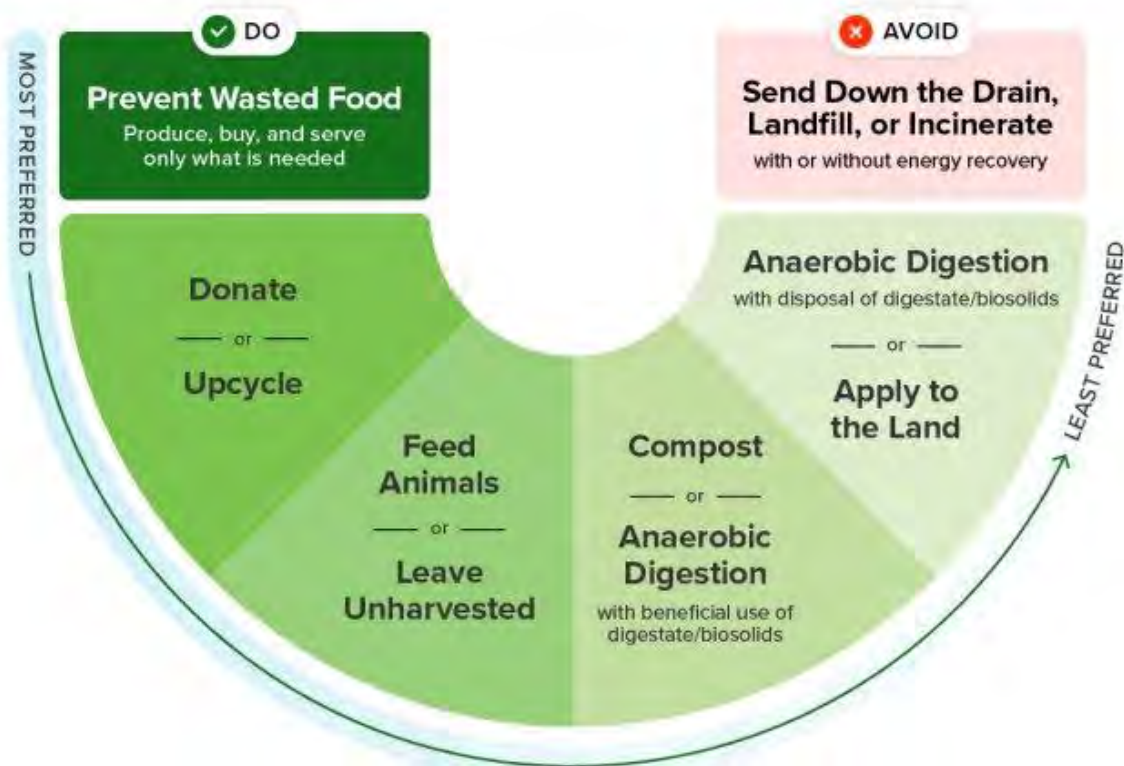 DO
Prevent Wasted Food
Produce, buy, and serve
only what is needed
AVOID
Send Down the Drain,
Landfill, or Incinerate
with or without energy recovery
MOST PREFERRED
Donate
or
Upcycle
Feed
Animals
or
Leave
Unharvested
Compost
or
Anaerobic
Digestion
with beneficial use of
digestate/biosolids
Anaerobic Digestion
with disposal of digestate/biosolids
or
Apply to
the Land
LEAST PREFERRED